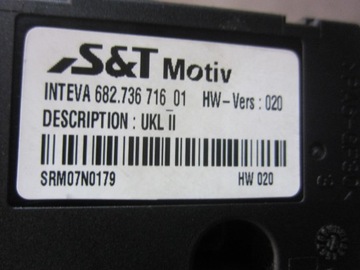 S&T Motiv
INTEVA 682.736 716_01 HW-Vers : 020
DESCRIPTION : UKL II
SRM07N0179 HW 020